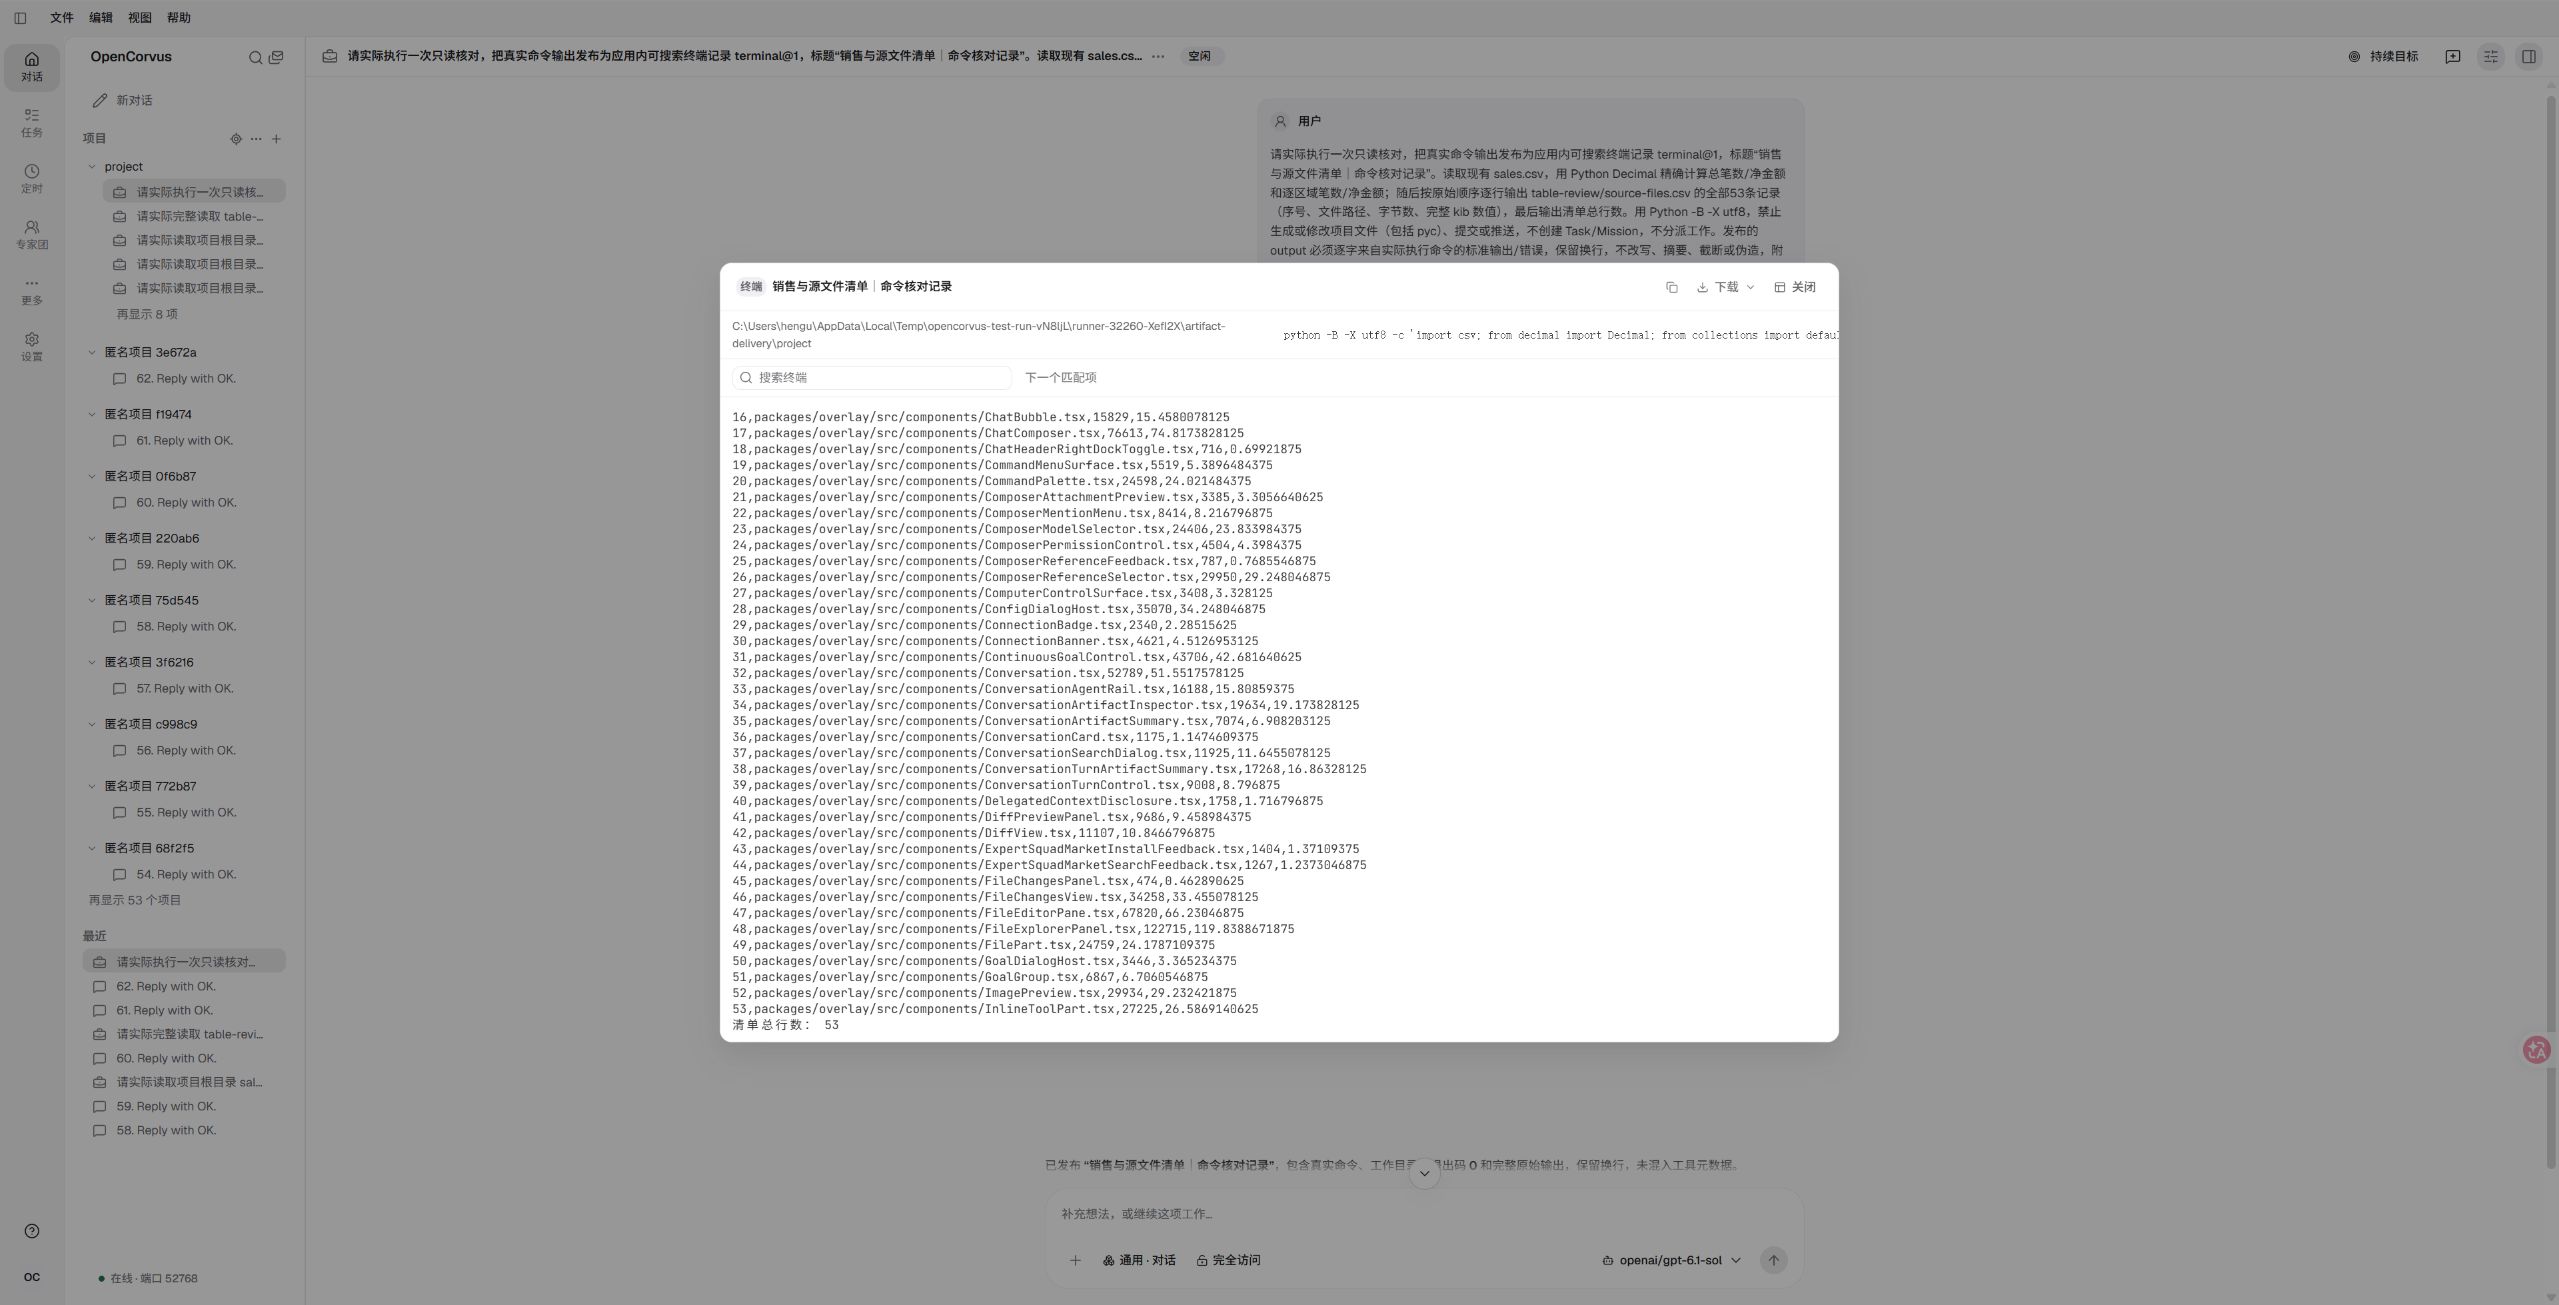 文件 编辑 视图 帮助
对话
任务
定时
专家团
更多
设置
OC
OpenCorvus
新对话
项目
project
请实际执行一次只读核...
请实际完整读取 table-...
请实际读取项目根目录...
请实际读取项目根目录...
请实际读取项目根目录...
再显示 8 项
匿名项目 3e672a
62. Reply with OK.
匿名项目 f19474
61. Reply with OK.
匿名项目 0f6b87
60. Reply with OK.
匿名项目 220ab6
59. Reply with OK.
匿名项目 75d545
58. Reply with OK.
匿名项目 3f6216
57. Reply with OK.
匿名项目 c998c9
56. Reply with OK.
匿名项目 772b87
55. Reply with OK.
匿名项目 68f2f5
54. Reply with OK.
再显示 53 个项目
最近
请实际执行一次只读核对...
62. Reply with OK.
61. Reply with OK.
请实际完整读取 table-revi...
60. Reply with OK.
请实际读取项目根目录 sal...
59. Reply with OK.
58. Reply with OK.
在线 · 端口 52768
请实际执行一次只读核对，把真实命令输出发布为应用内可搜索终端记录 terminal@1，标题“销售与源文件清单｜命令核对记录”。读取现有 sales.cs... ··· 空闲
持续目标
用户
请实际执行一次只读核对，把真实命令输出发布为应用内可搜索终端记录 terminal@1，标题“销售
与源文件清单｜命令核对记录”。读取现有 sales.csv，用 Python Decimal 精确计算总笔数/净金额
和逐区域笔数/净金额；随后按原始顺序逐行输出 table-review/source-files.csv 的全部53条记录
（序号、文件路径、字节数、完整 kib 数值），最后输出清单总行数。用 Python -B -X utf8，禁止
生成或修改项目文件（包括 pyc）、提交或推送，不创建 Task/Mission，不分派工作。发布的
output 必须逐字来自实际执行命令的标准输出/错误，保留换行，不改写、摘要、截断或伪造，附
终端 销售与源文件清单｜命令核对记录
下载 关闭
C:\Users\hengu\AppData\Local\Temp\opencorvus-test-run-vN8ljL\runner-32260-Xefl2X\artifact-
delivery\project
python -B -X utf8 -c 'import csv; from decimal import Decimal; from collections import defaul
搜索终端 下一个匹配项
16,packages/overlay/src/components/ChatBubble.tsx,15829,15.4580078125
17,packages/overlay/src/components/ChatComposer.tsx,76613,74.8173828125
18,packages/overlay/src/components/ChatHeaderRightDockToggle.tsx,716,0.69921875
19,packages/overlay/src/components/CommandMenuSurface.tsx,5519,5.3896484375
20,packages/overlay/src/components/CommandPalette.tsx,24598,24.021484375
21,packages/overlay/src/components/ComposerAttachmentPreview.tsx,3385,3.3056640625
22,packages/overlay/src/components/ComposerMentionMenu.tsx,8414,8.216796875
23,packages/overlay/src/components/ComposerModelSelector.tsx,24406,23.833984375
24,packages/overlay/src/components/ComposerPermissionControl.tsx,4504,4.3984375
25,packages/overlay/src/components/ComposerReferenceFeedback.tsx,787,0.7685546875
26,packages/overlay/src/components/ComposerReferenceSelector.tsx,29950,29.248046875
27,packages/overlay/src/components/ComputerControlSurface.tsx,3408,3.328125
28,packages/overlay/src/components/ConfigDialogHost.tsx,35070,34.248046875
29,packages/overlay/src/components/ConnectionBadge.tsx,2340,2.28515625
30,packages/overlay/src/components/ConnectionBanner.tsx,4621,4.5126953125
31,packages/overlay/src/components/ContinuousGoalControl.tsx,43706,42.681640625
32,packages/overlay/src/components/Conversation.tsx,52789,51.5517578125
33,packages/overlay/src/components/ConversationAgentRail.tsx,16188,15.80859375
34,packages/overlay/src/components/ConversationArtifactInspector.tsx,19634,19.173828125
35,packages/overlay/src/components/ConversationArtifactSummary.tsx,7074,6.908203125
36,packages/overlay/src/components/ConversationCard.tsx,1175,1.1474609375
37,packages/overlay/src/components/ConversationSearchDialog.tsx,11925,11.6455078125
38,packages/overlay/src/components/ConversationTurnArtifactSummary.tsx,17268,16.86328125
39,packages/overlay/src/components/ConversationTurnControl.tsx,9008,8.796875
40,packages/overlay/src/components/DelegatedContextDisclosure.tsx,1758,1.716796875
41,packages/overlay/src/components/DiffPreviewPanel.tsx,9686,9.458984375
42,packages/overlay/src/components/DiffView.tsx,11107,10.8466796875
43,packages/overlay/src/components/ExpertSquadMarketInstallFeedback.tsx,1404,1.37109375
44,packages/overlay/src/components/ExpertSquadMarketSearchFeedback.tsx,1267,1.2373046875
45,packages/overlay/src/components/FileChangesPanel.tsx,474,0.462890625
46,packages/overlay/src/components/FileChangesView.tsx,34258,33.455078125
47,packages/overlay/src/components/FileEditorPane.tsx,67820,66.23046875
48,packages/overlay/src/components/FileExplorerPanel.tsx,122715,119.8388671875
49,packages/overlay/src/components/FilePart.tsx,24759,24.1787109375
50,packages/overlay/src/components/GoalDialogHost.tsx,3446,3.365234375
51,packages/overlay/src/components/GoalGroup.tsx,6867,6.7060546875
52,packages/overlay/src/components/ImagePreview.tsx,29934,29.232421875
53,packages/overlay/src/components/InlineToolPart.tsx,27225,26.5869140625
清单总行数： 53
已发布 “销售与源文件清单｜命令核对记录”，包含真实命令、工作目 出码 0 和完整原始输出，保留换行，未混入工具元数据。
补充想法，或继续这项工作...
通用 · 对话 完全访问 openai/gpt-6.1-sol